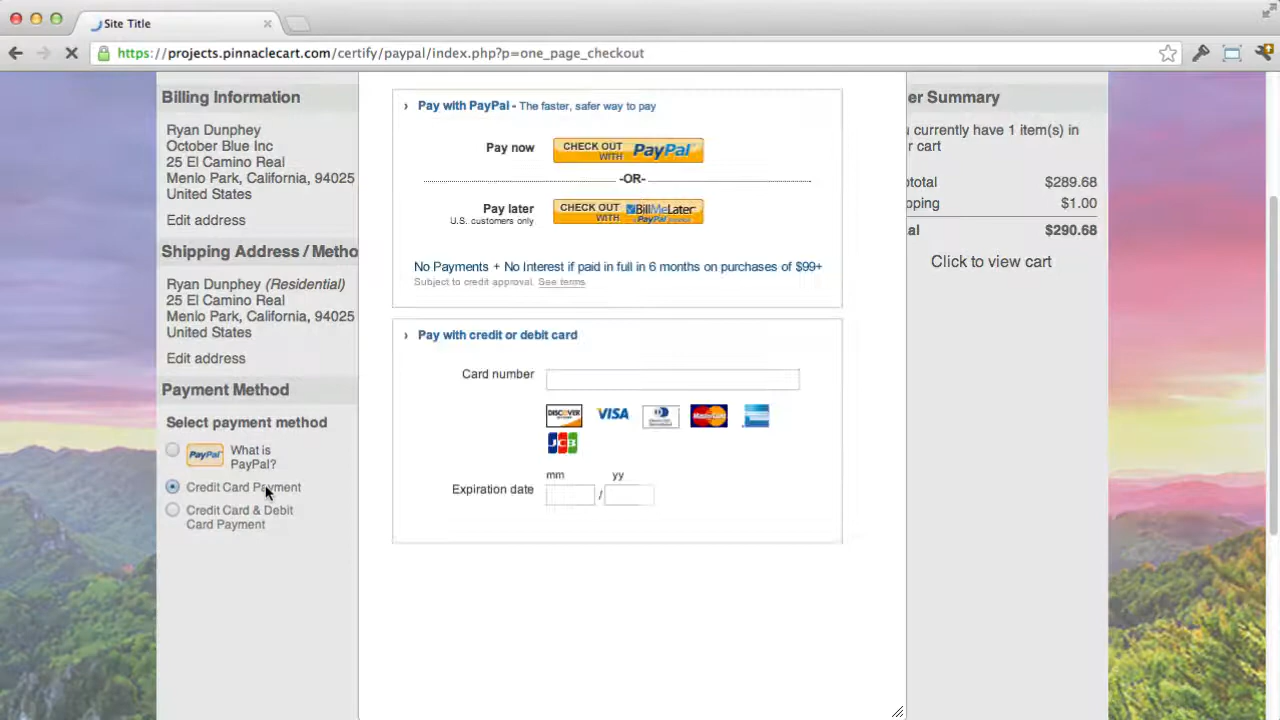 Site Title
https://projects.pinnaclecart.com/certify/paypal/index.php?p=one_page_checkout
Billing Information
Ryan Dunphey
October Blue Inc
25 El Camino Real
Menlo Park, California, 94025
United States
Edit address
Shipping Address / Metho
Ryan Dunphey (Residential)
25 El Camino Real
Menlo Park, California, 94025
United States
Edit address
Payment Method
Select payment method
PayPal What is
PayPal?
Credit Card Payment
Credit Card & Debit
Card Payment
› Pay with PayPal - The faster, safer way to pay
Pay now CHECK OUT WITH PayPal
-OR-
Pay later CHECK OUT WITH BillMeLater
U.S. customers only PayPal
No Payments + No Interest if paid in full in 6 months on purchases of $99+
Subject to credit approval. See terms
› Pay with credit or debit card
Card number
DISCOVER VISA MasterCard
JCB
mm yy
Expiration date /
er Summary
u currently have 1 item(s) in
r cart
total $289.68
pping $1.00
al $290.68
Click to view cart